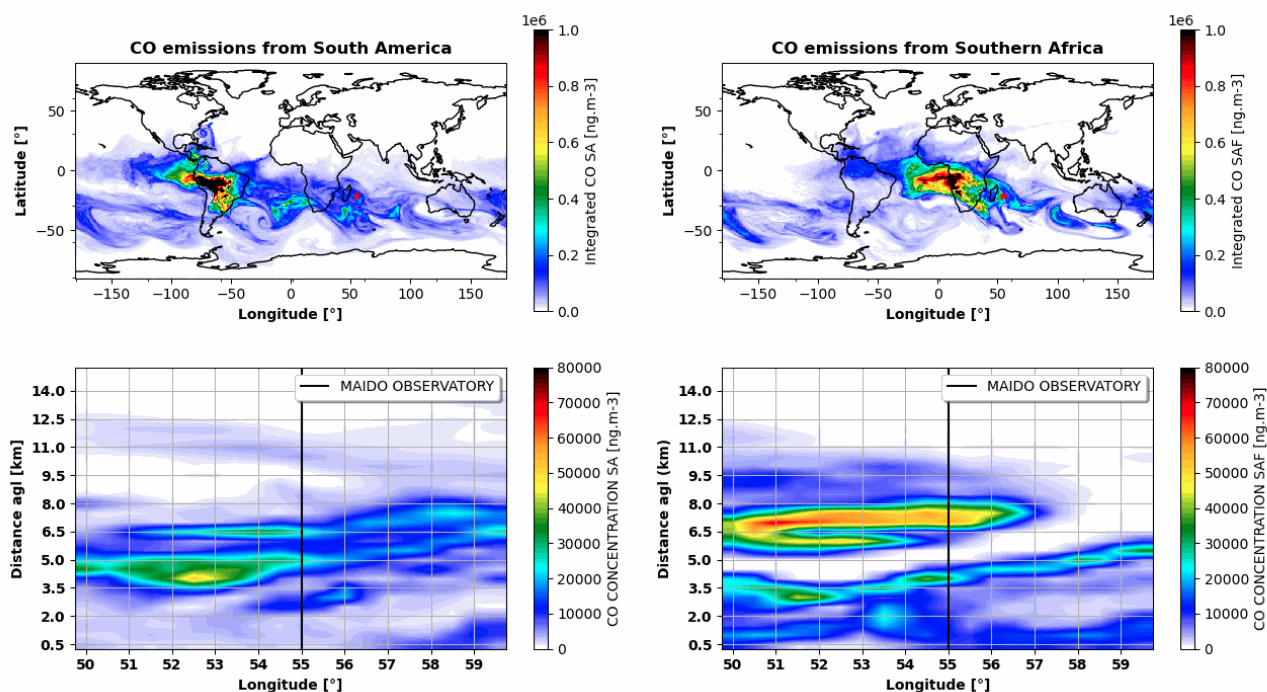 CO emissions from South America
1e6
1.0
0.8
0.6
0.4
0.2
0.0
Integrated CO SA [ng.m-3]
Latitude [°]
50
0
−50
−150 −100 −50 0 50 100 150
Longitude [°]
CO emissions from Southern Africa
1e6
1.0
0.8
0.6
0.4
0.2
0.0
Integrated CO SAF [ng.m-3]
Latitude [°]
50
0
−50
−150 −100 −50 0 50 100 150
Longitude [°]
MAIDO OBSERVATORY
Distance agl [km]
14.0
12.5
11.0
9.5
8.0
6.5
5.0
3.5
2.0
0.5
50 51 52 53 54 55 56 57 58 59
Longitude [°]
80000
70000
60000
50000
40000
30000
20000
10000
0
CO CONCENTRATION SA [ng.m-3]
MAIDO OBSERVATORY
Distance agl (km)
14.0
12.5
11.0
9.5
8.0
6.5
5.0
3.5
2.0
0.5
50 51 52 53 54 55 56 57 58 59
Longitude [°]
80000
70000
60000
50000
40000
30000
20000
10000
0
CO CONCENTRATION SAF [ng.m-3]